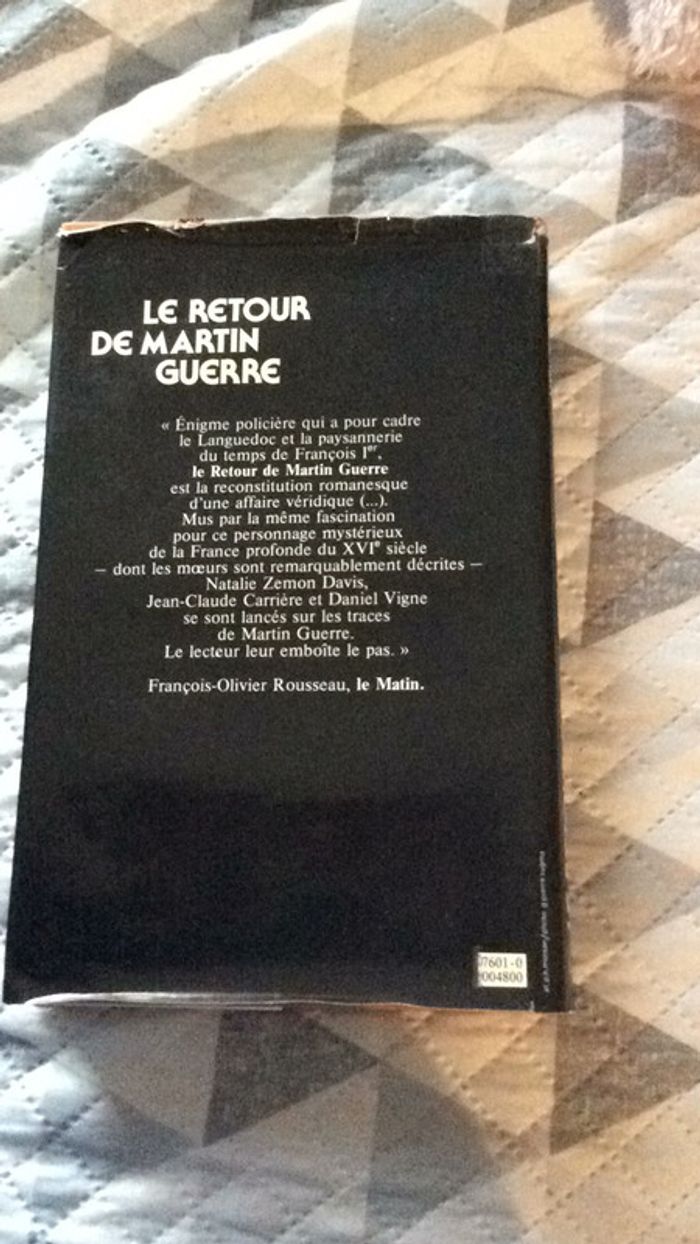 LE RETOUR
DE MARTIN
GUERRE
« Énigme policière qui a pour cadre
le Languedoc et la paysannerie
du temps de François Ier,
le Retour de Martin Guerre
est la reconstitution romanesque
d'une affaire véridique (...).
Mus par la même fascination
pour ce personnage mystérieux
de la France profonde du XVIe siècle
– dont les mœurs sont remarquablement décrites –
Natalie Zemon Davis,
Jean-Claude Carrière et Daniel Vigne
se sont lancés sur les traces
de Martin Guerre.
Le lecteur leur emboîte le pas. »
François-Olivier Rousseau, le Matin.
07601-0
004800